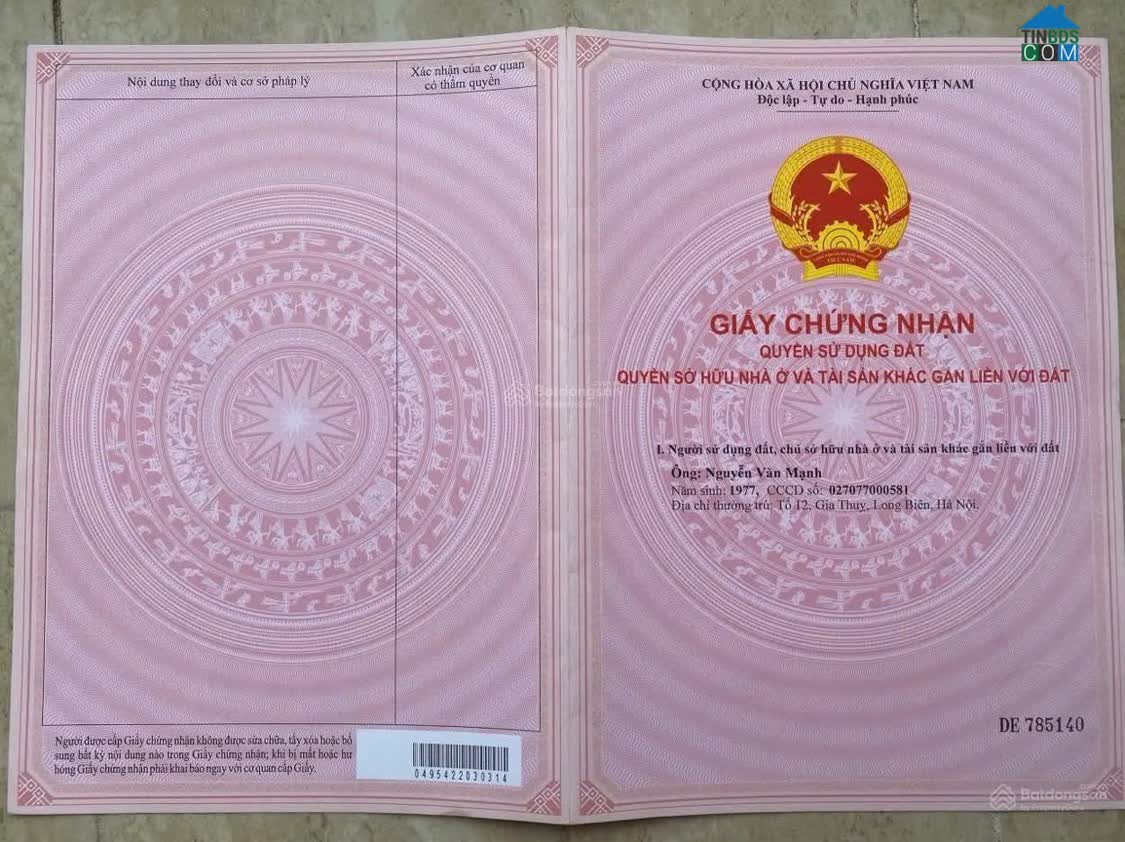 Nội dung thay đổi và cơ sở pháp lý
Xác nhận của cơ quan
có thẩm quyền
Người được cấp Giấy chứng nhận không được sửa chữa, tẩy xóa hoặc bổ
sung bất kỳ nội dung nào trong Giấy chứng nhận; khi bị mất hoặc hư
hỏng Giấy chứng nhận phải khai báo ngay với cơ quan cấp Giấy.
0495422030314
TINBDS
COM
CỘNG HÒA XÃ HỘI CHỦ NGHĨA VIỆT NAM
Độc lập - Tự do - Hạnh phúc
VIỆT NAM
GIẤY CHỨNG NHẬN
QUYỀN SỬ DỤNG ĐẤT
QUYỀN SỞ HỮU NHÀ Ở VÀ TÀI SẢN KHÁC GẮN LIỀN VỚI ĐẤT
I. Người sử dụng đất, chủ sở hữu nhà ở và tài sản khác gắn liền với đất
Ông: Nguyễn Văn Mạnh
Năm sinh: 1977, CCCD số: 027077000581
Địa chỉ thường trú: Tổ 12, Gia Thuỵ, Long Biên, Hà Nội.
DE 785140
Batdongsan
Batdongsan